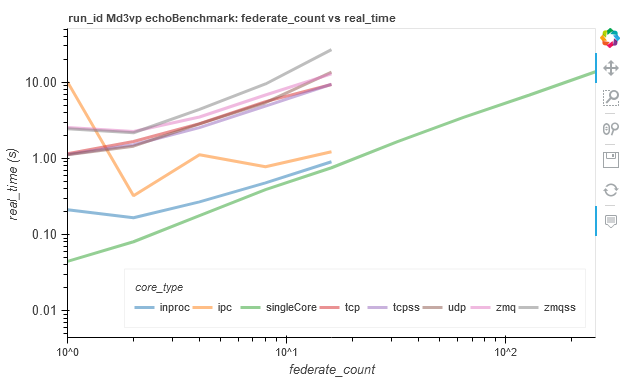 run_id Md3vp echoBenchmark: federate_count vs real_time
real_time (s)
10.00
1.00
0.10
0.01
core_type
inproc ipc singleCore tcp tcpss udp zmq zmqss
10^0 10^1 10^2
federate_count